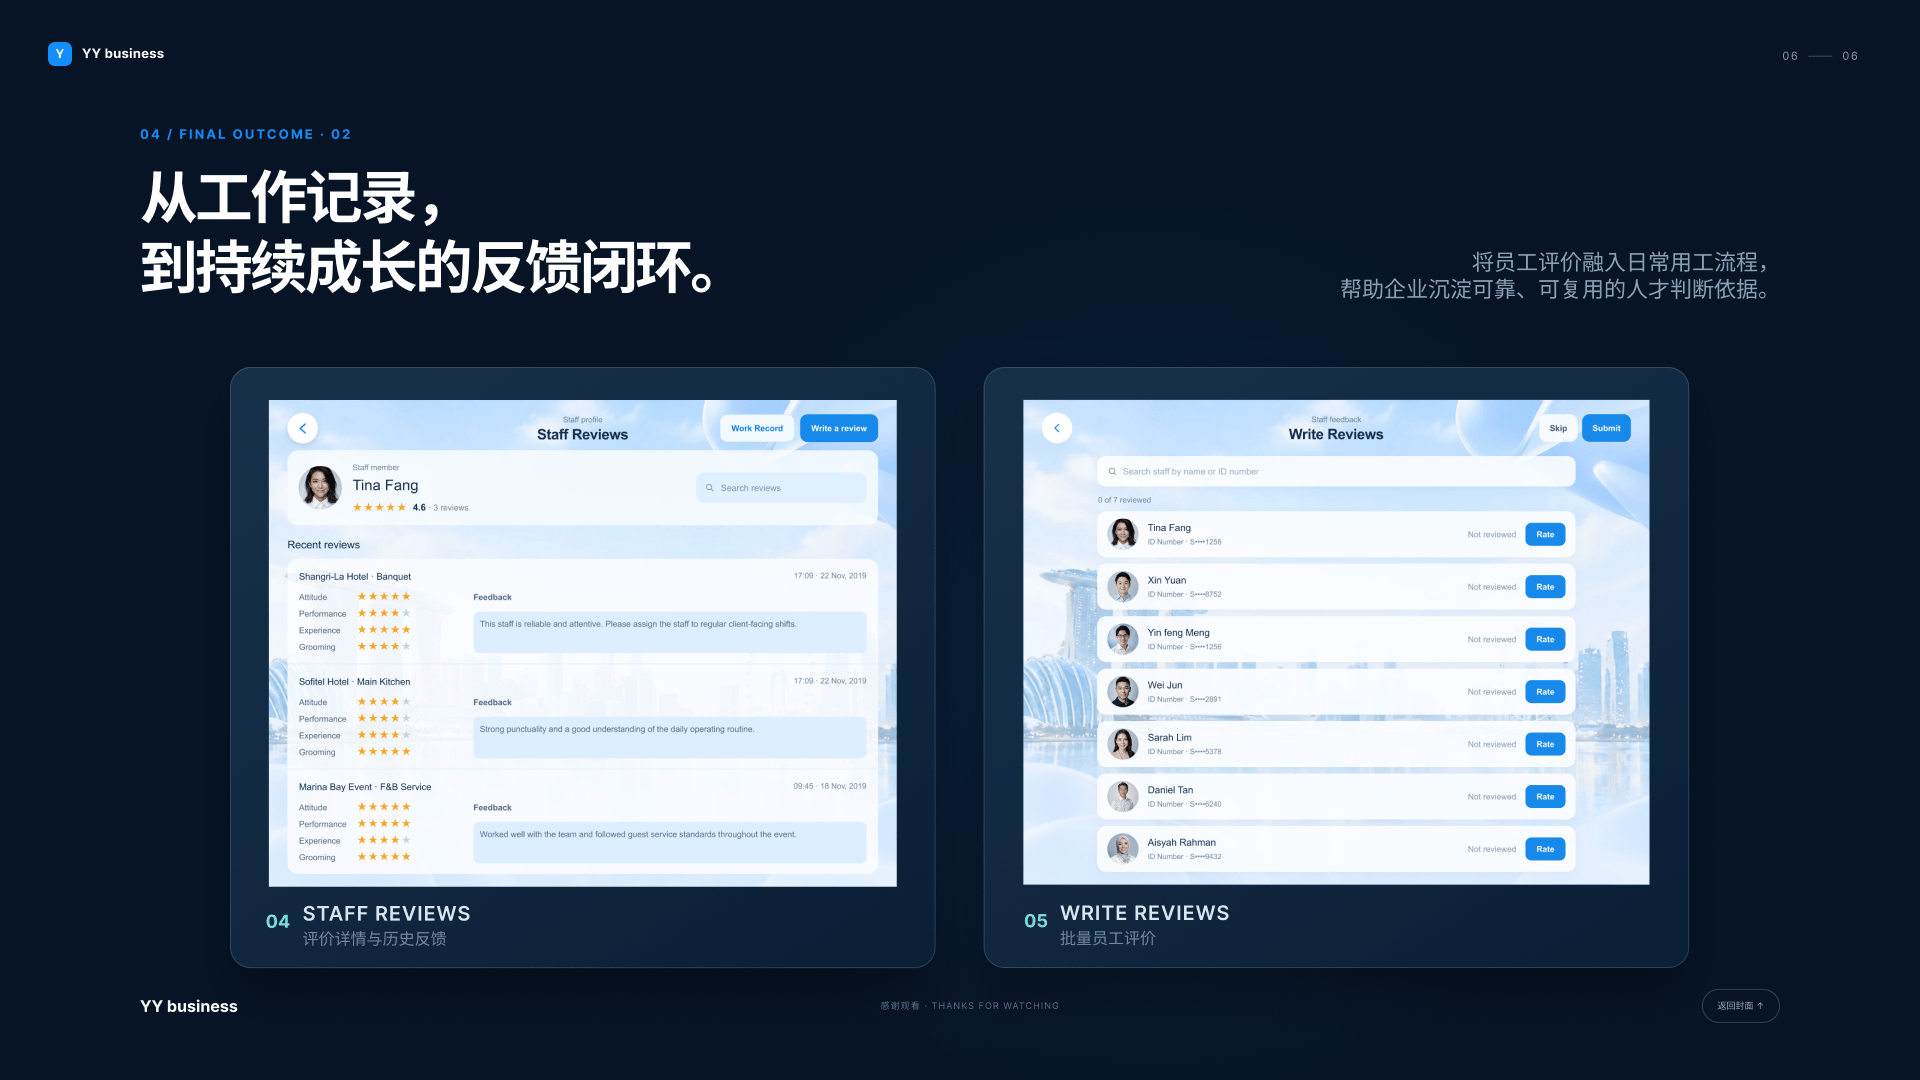 Y YY business
06 — 06
04 / FINAL OUTCOME · 02
从工作记录，
到持续成长的反馈闭环。
将员工评价融入日常用工流程，
帮助企业沉淀可靠、可复用的人才判断依据。
Staff profile
Staff Reviews
Work Record
Write a review
Staff member
Tina Fang
★★★★★ 4.6 · 3 reviews
Search reviews
Recent reviews
Shangri-La Hotel · Banquet
17:09 · 22 Nov, 2019
Attitude ★★★★★
Performance ★★★★★
Experience ★★★★★
Grooming ★★★★★
Feedback
This staff is reliable and attentive. Please assign the staff to regular client-facing shifts.
Sofitel Hotel · Main Kitchen
17:09 · 22 Nov, 2019
Attitude ★★★★★
Performance ★★★★★
Experience ★★★★★
Grooming ★★★★★
Feedback
Strong punctuality and a good understanding of the daily operating routine.
Marina Bay Event · F&B Service
09:45 · 18 Nov, 2019
Attitude ★★★★★
Performance ★★★★★
Experience ★★★★★
Grooming ★★★★★
Feedback
Worked well with the team and followed guest service standards throughout the event.
04 STAFF REVIEWS
评价详情与历史反馈
Staff feedback
Write Reviews
Skip
Submit
Search staff by name or ID number
0 of 7 reviewed
Tina Fang
ID Number · S••••1256
Not reviewed Rate
Xin Yuan
ID Number · S••••8752
Not reviewed Rate
Yin feng Meng
ID Number · S••••1256
Not reviewed Rate
Wei Jun
ID Number · S••••2891
Not reviewed Rate
Sarah Lim
ID Number · S••••5378
Not reviewed Rate
Daniel Tan
ID Number · S••••6240
Not reviewed Rate
Aisyah Rahman
ID Number · S••••9432
Not reviewed Rate
05 WRITE REVIEWS
批量员工评价
YY business
感谢观看 · THANKS FOR WATCHING
返回封面 ↑